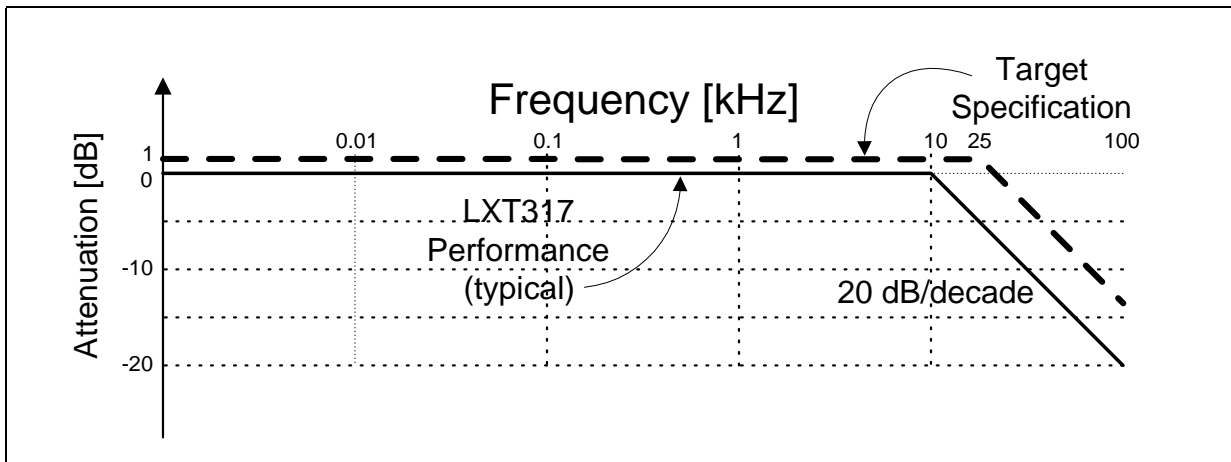 Target
Specification
Frequency [kHz]
0.01 0.1 1 10 25 100
Attenuation [dB]
1
0
-10
-20
LXT317
Performance
(typical)
20 dB/decade